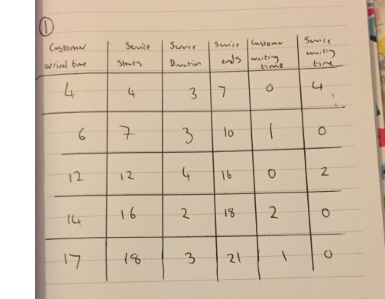 1
Customer arrival time | Service Starts | Service Duration | Service ends | Customer waiting time | Service waiting time
4 | 4 | 3 | 7 | 0 | 4
6 | 7 | 3 | 10 | 1 | 0
12 | 12 | 4 | 16 | 0 | 2
14 | 16 | 2 | 18 | 2 | 0
17 | 18 | 3 | 21 | 1 | 0